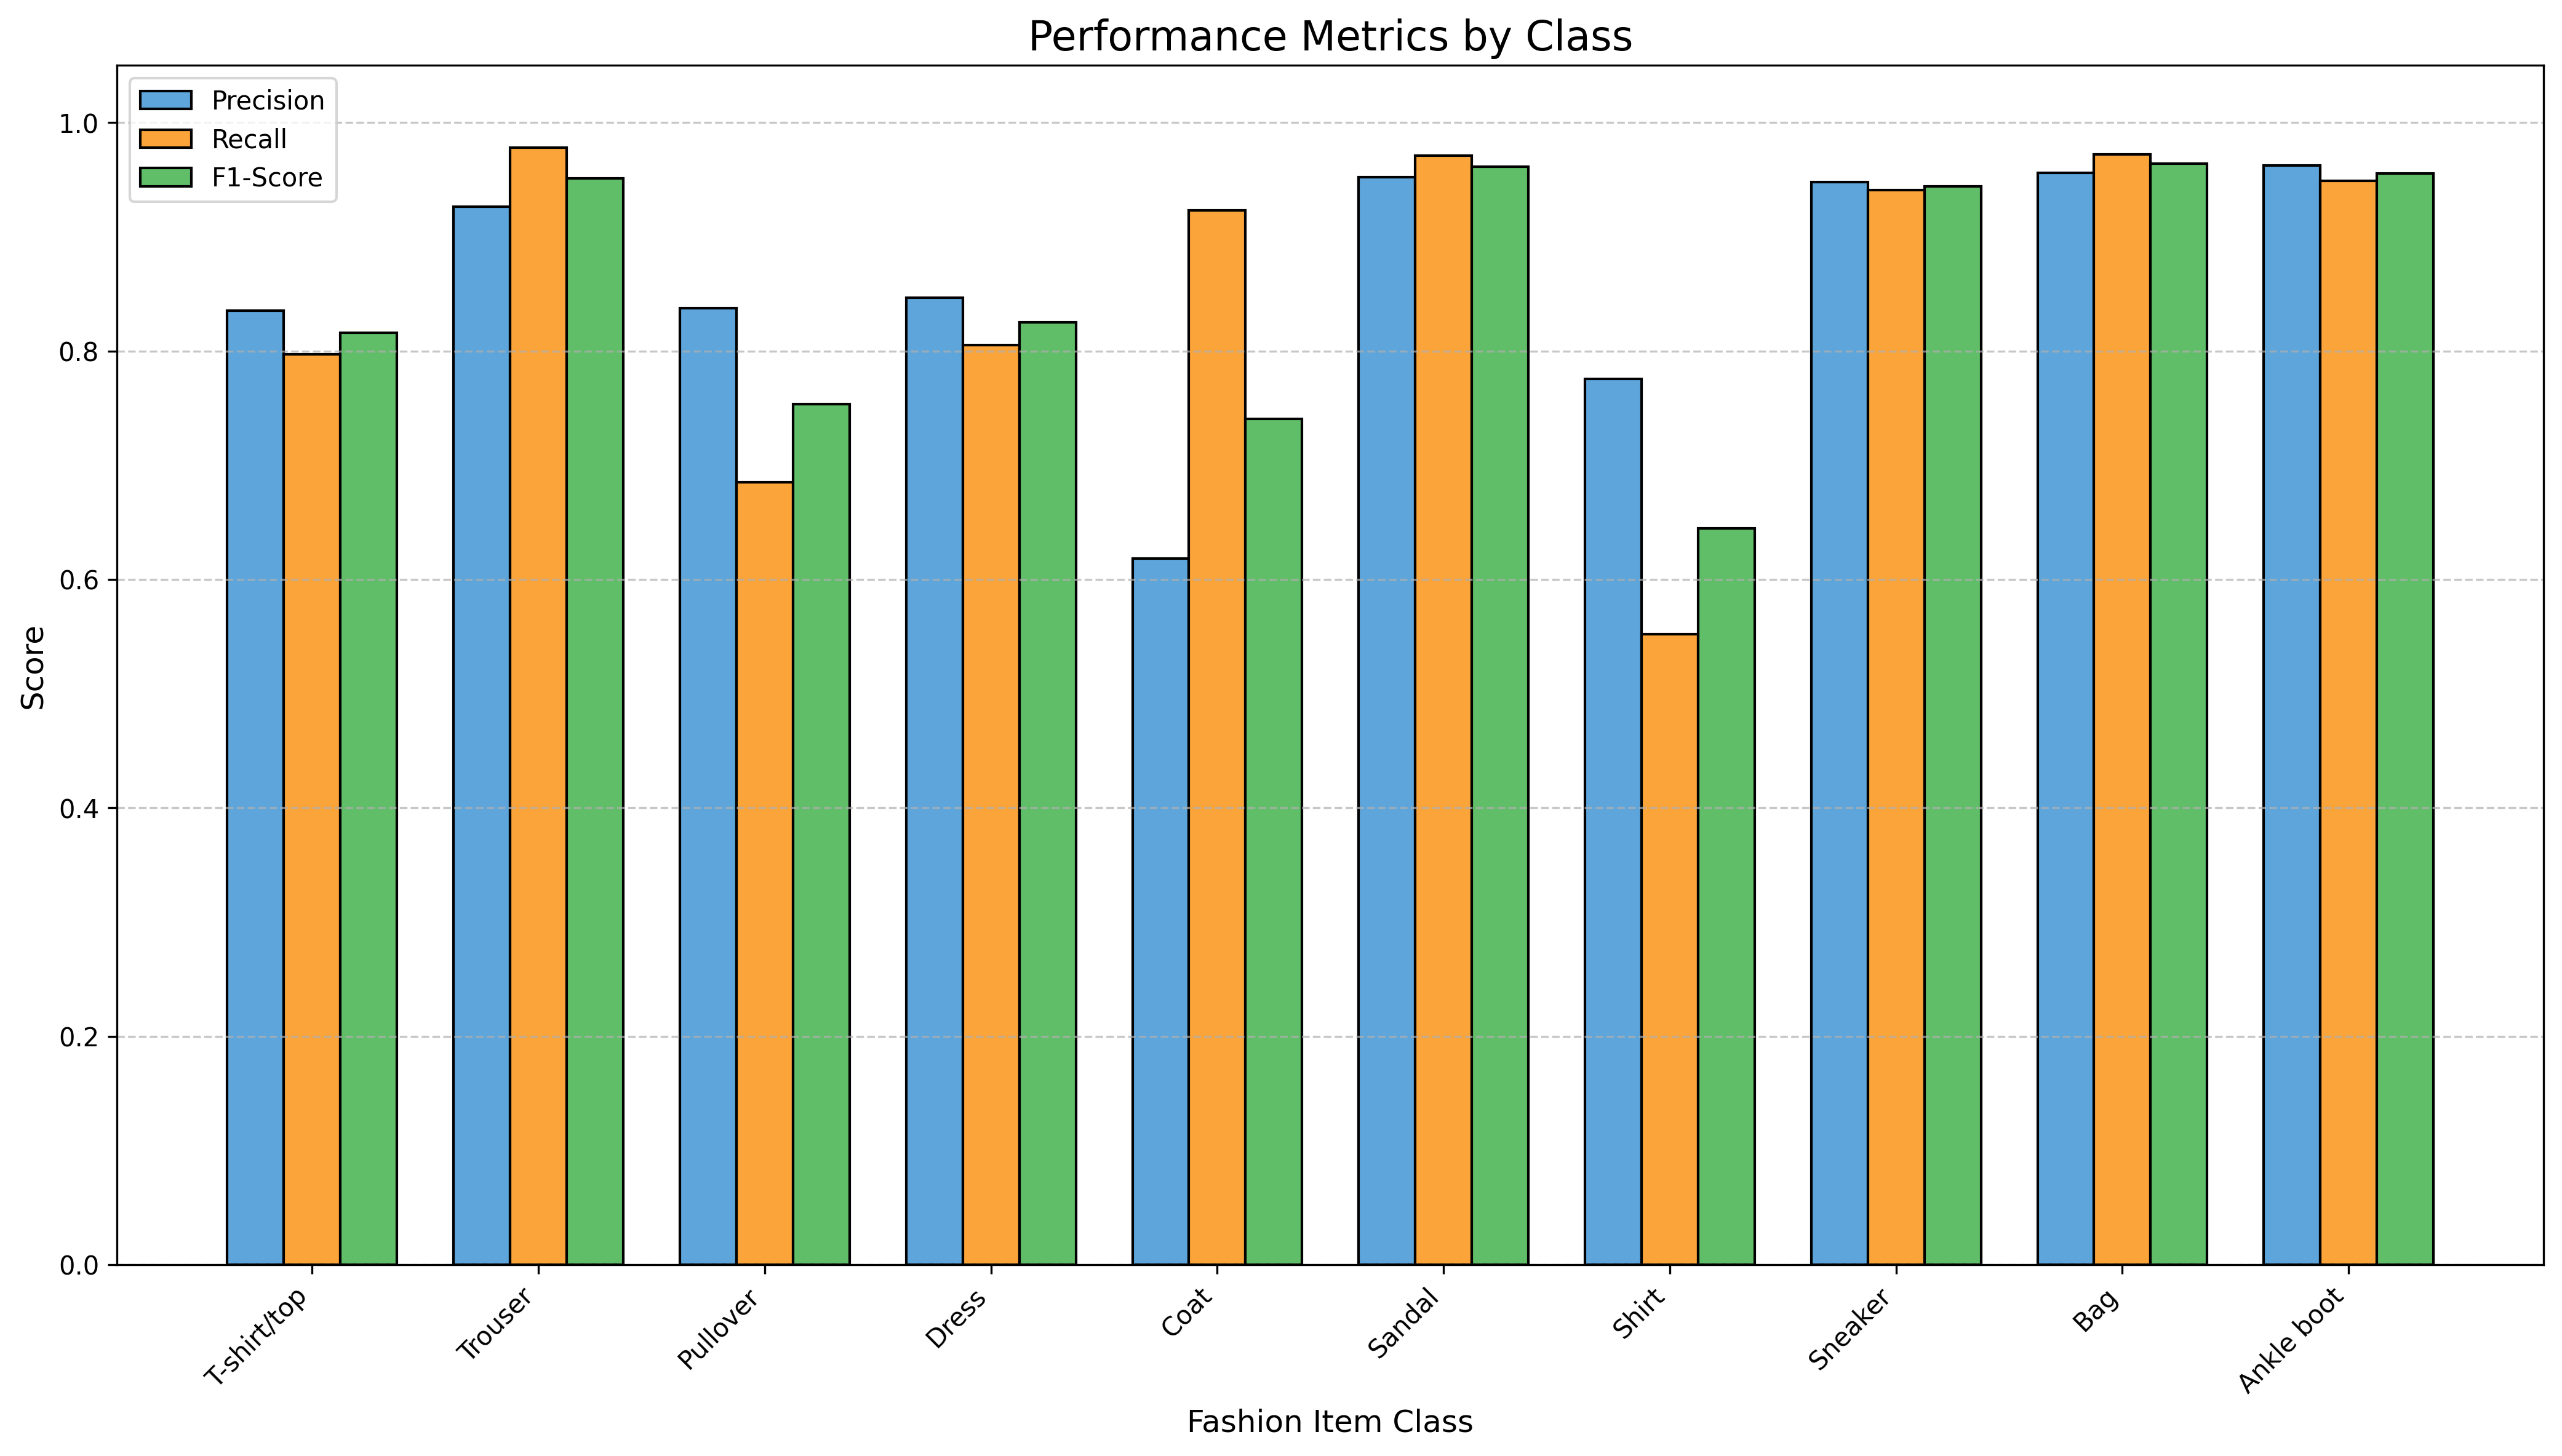 Performance Metrics by Class
Precision
Recall
F1-Score
1.0
0.8
0.6
0.4
0.2
0.0
Score
T-shirt/top
Trouser
Pullover
Dress
Coat
Sandal
Shirt
Sneaker
Bag
Ankle boot
Fashion Item Class